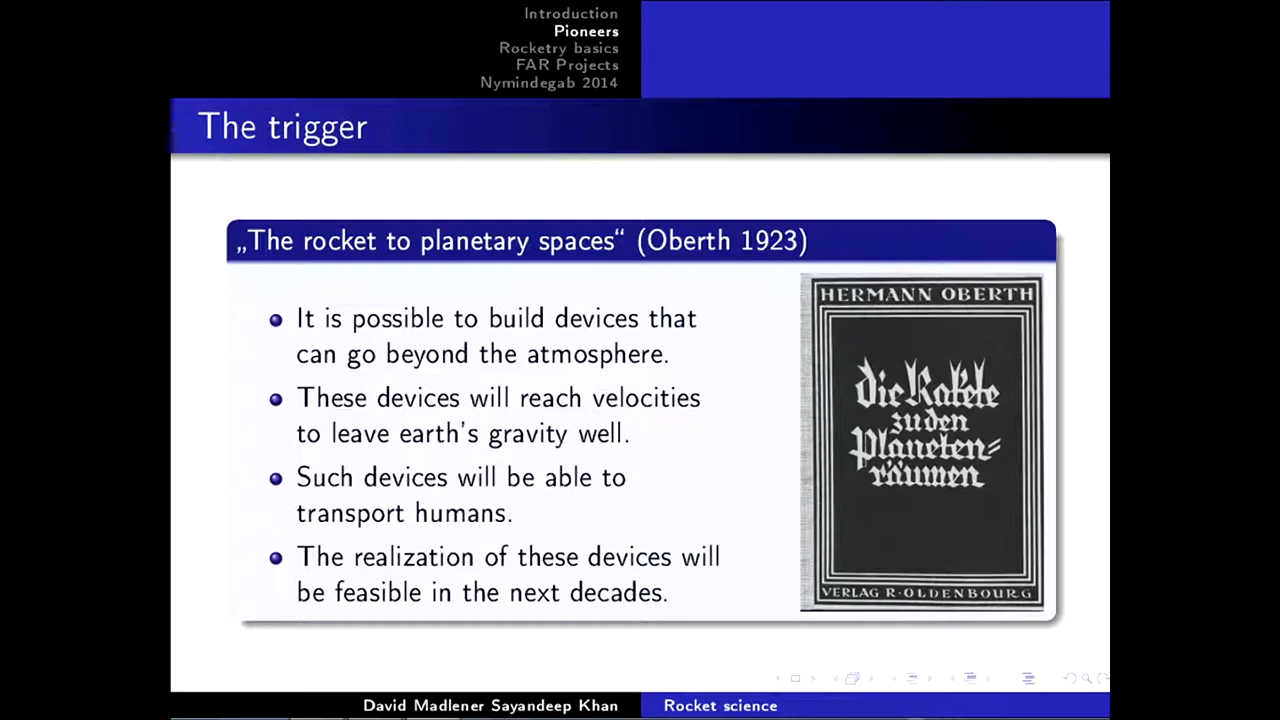 Introduction
Pioneers
Rocketry basics
FAR Projects
Nymindegab 2014
The trigger
„The rocket to planetary spaces“ (Oberth 1923)
It is possible to build devices that
can go beyond the atmosphere.
These devices will reach velocities
to leave earth's gravity well.
Such devices will be able to
transport humans.
The realization of these devices will
be feasible in the next decades.
HERMANN OBERTH
die Rakete
zu den
Planeten=
räumen
VERLAG R·OLDENBOURG
David Madlener Sayandeep Khan
Rocket science